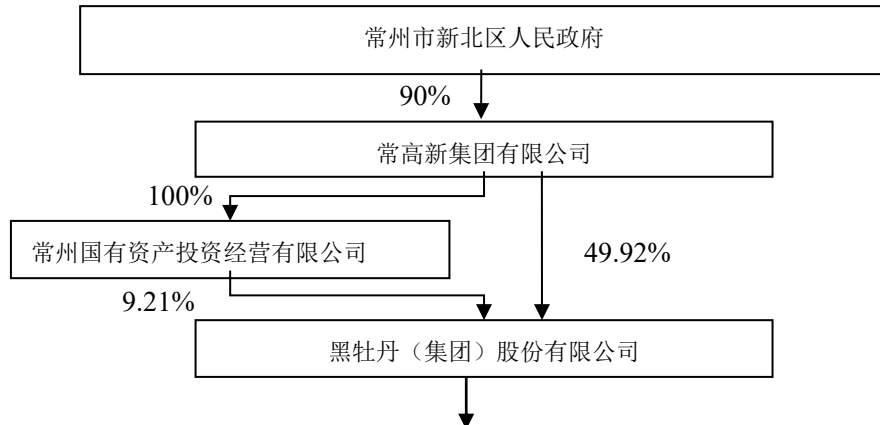 常州市新北区人民政府
90%
常高新集团有限公司
100%
常州国有资产投资经营有限公司
49.92%
9.21%
黑牡丹（集团）股份有限公司